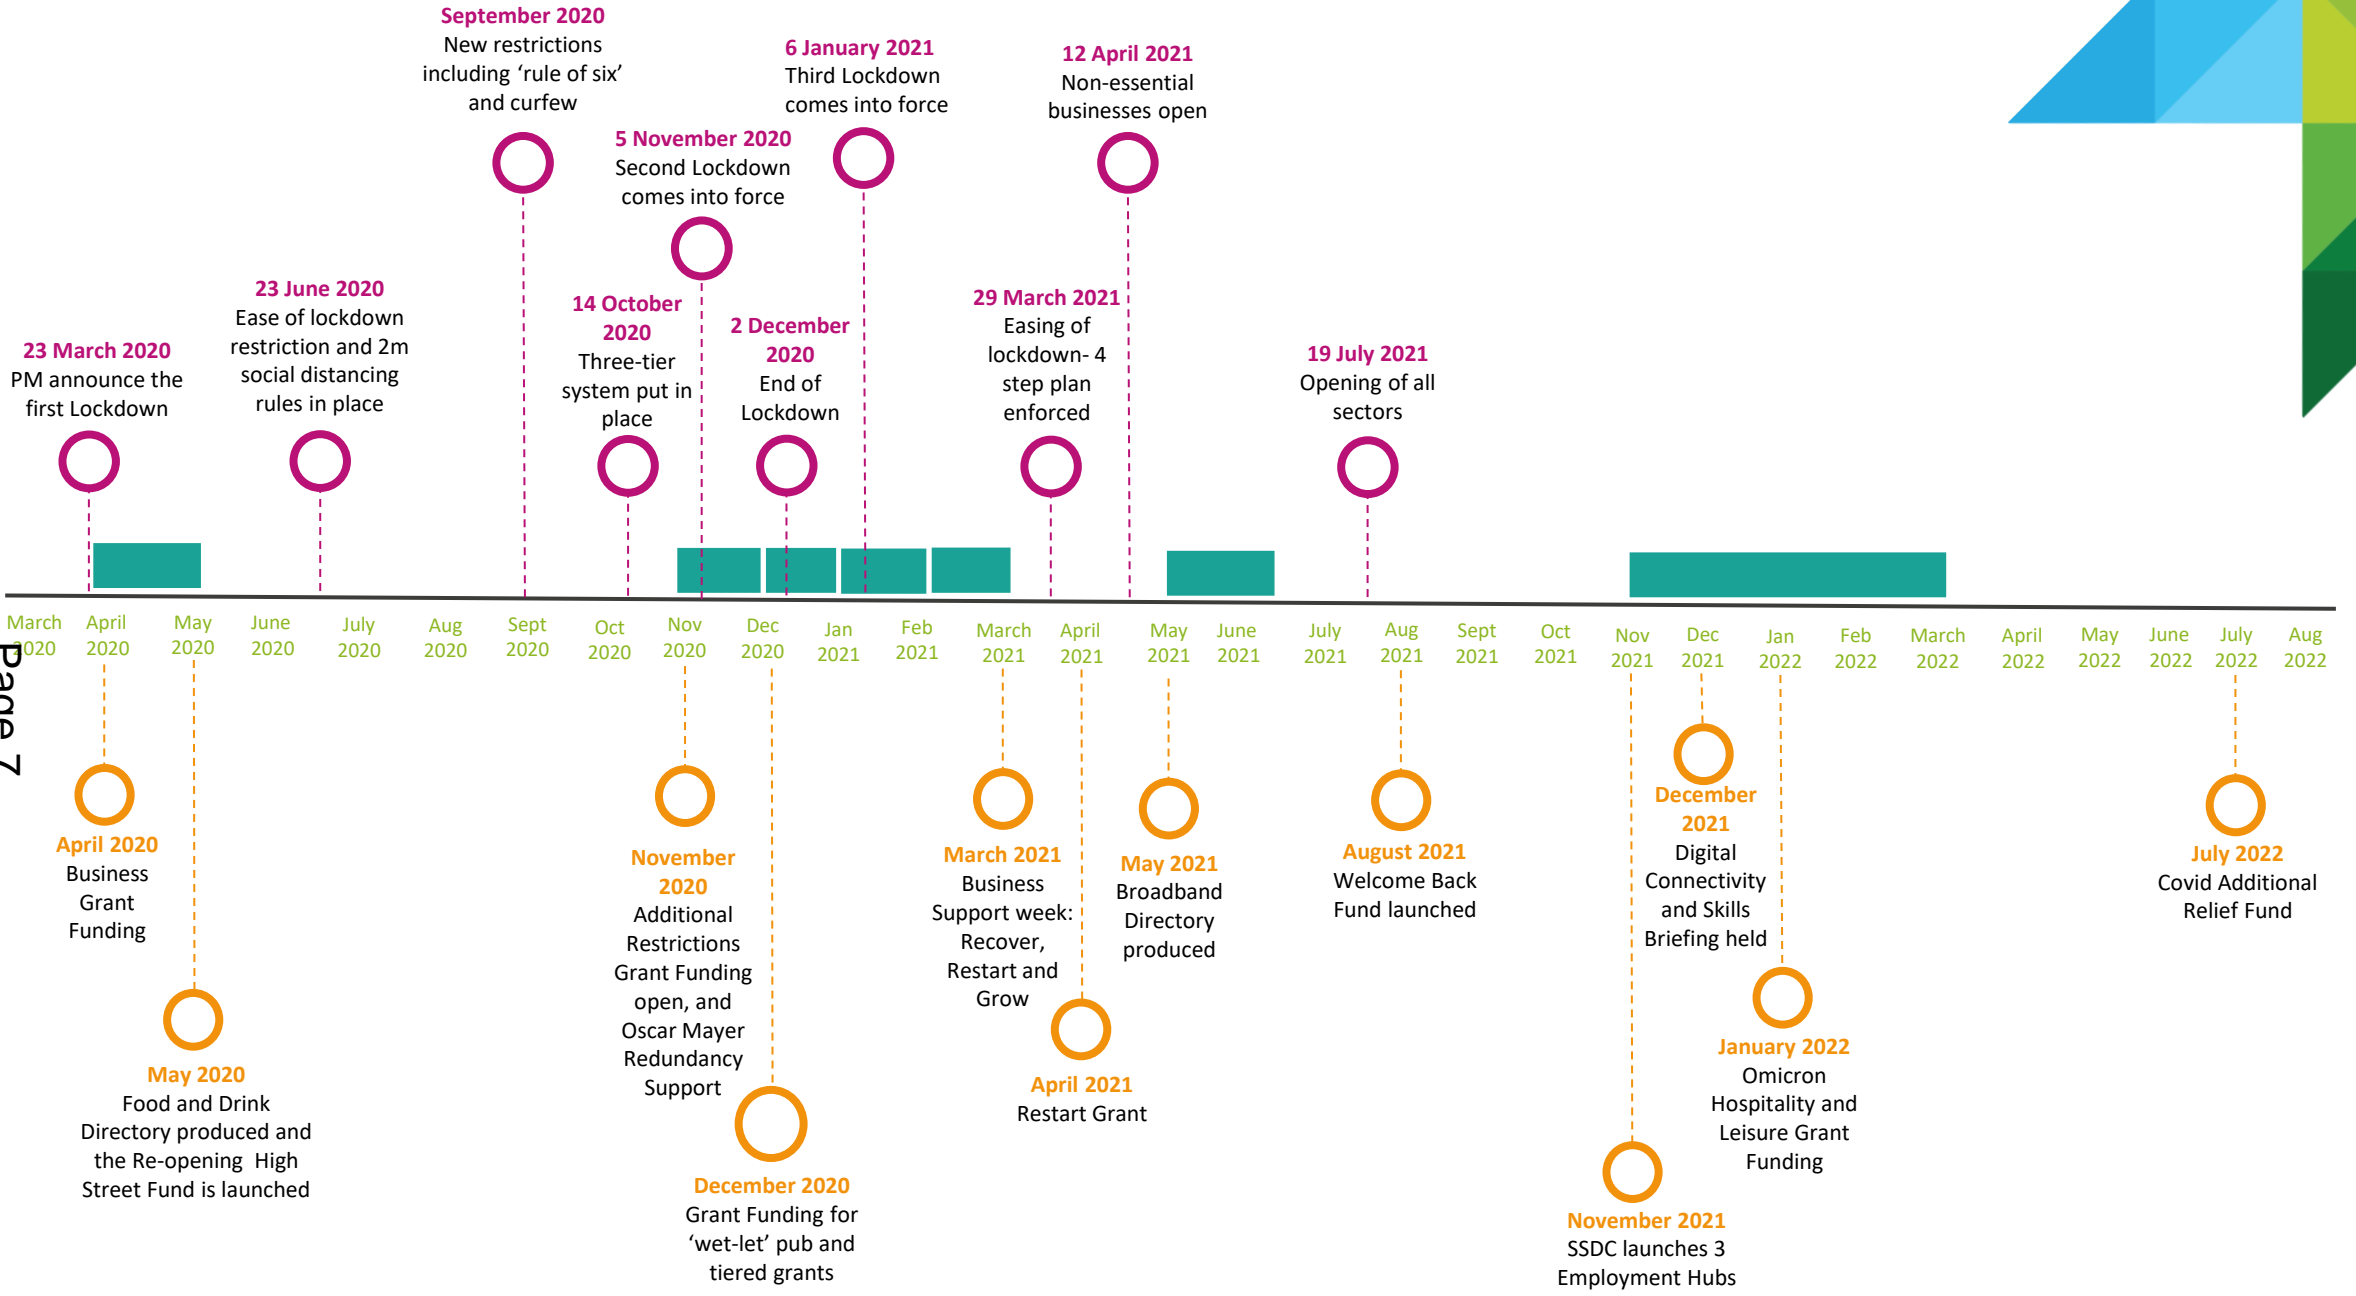 September 2020
New restrictions
including ‘rule of six’
and curfew
6 January 2021
Third Lockdown
comes into force
12 April 2021
Non-essential
businesses open
5 November 2020
Second Lockdown
comes into force
23 June 2020
Ease of lockdown
restriction and 2m
social distancing
rules in place
14 October
2020
Three-tier
system put in
place
2 December
2020
End of
Lockdown
29 March 2021
Easing of
lockdown- 4
step plan
enforced
23 March 2020
PM announce the
first Lockdown
19 July 2021
Opening of all
sectors
March
2020
April
2020
May
2020
June
2020
July
2020
Aug
2020
Sept
2020
Oct
2020
Nov
2020
Dec
2020
Jan
2021
Feb
2021
March
2021
April
2021
May
2021
June
2021
July
2021
Aug
2021
Sept
2021
Oct
2021
Nov
2021
Dec
2021
Jan
2022
Feb
2022
March
2022
April
2022
May
2022
June
2022
July
2022
Aug
2022
Page 7
April 2020
Business
Grant
Funding
May 2020
Food and Drink
Directory produced and
the Re-opening High
Street Fund is launched
November
2020
Additional
Restrictions
Grant Funding
open, and
Oscar Mayer
Redundancy
Support
December 2020
Grant Funding for
‘wet-let’ pub and
tiered grants
March 2021
Business
Support week:
Recover,
Restart and
Grow
April 2021
Restart Grant
May 2021
Broadband
Directory
produced
August 2021
Welcome Back
Fund launched
November 2021
SSDC launches 3
Employment Hubs
December
2021
Digital
Connectivity
and Skills
Briefing held
January 2022
Omicron
Hospitality and
Leisure Grant
Funding
July 2022
Covid Additional
Relief Fund